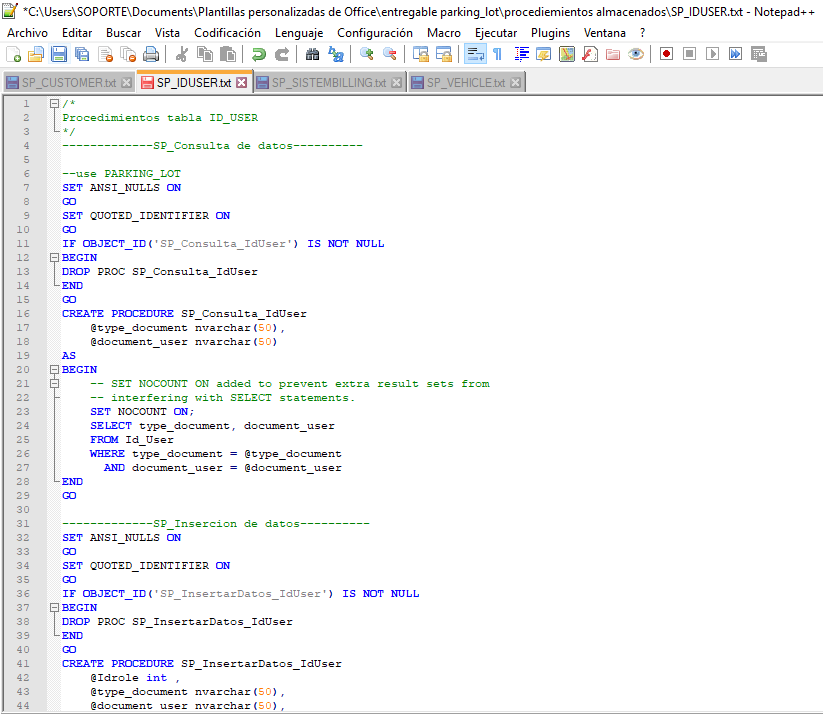 *C:\Users\SOPORTE\Documents\Plantillas personalizadas de Office\entregable parking_lot\procediemientos almacenados\SP_IDUSER.txt - Notepad++
Archivo Editar Buscar Vista Codificación Lenguaje Configuración Macro Ejecutar Plugins Ventana ?
SP_CUSTOMER.txt SP_IDUSER.txt SP_SISTEMBILLING.txt SP_VEHICLE.txt
1 /*
2 Procedimientos tabla ID_USER
3 */
4 -------------SP_Consulta de datos----------
5
6 --use PARKING_LOT
7 SET ANSI_NULLS ON
8 GO
9 SET QUOTED_IDENTIFIER ON
10 GO
11 IF OBJECT_ID('SP_Consulta_IdUser') IS NOT NULL
12 BEGIN
13 DROP PROC SP_Consulta_IdUser
14 END
15 GO
16 CREATE PROCEDURE SP_Consulta_IdUser
17 @type_document nvarchar(50),
18 @document_user nvarchar(50)
19 AS
20 BEGIN
21 -- SET NOCOUNT ON added to prevent extra result sets from
22 -- interfering with SELECT statements.
23 SET NOCOUNT ON;
24 SELECT type_document, document_user
25 FROM Id_User
26 WHERE type_document = @type_document
27 AND document_user = @document_user
28 END
29 GO
30
31 -------------SP_Insercion de datos----------
32 SET ANSI_NULLS ON
33 GO
34 SET QUOTED_IDENTIFIER ON
35 GO
36 IF OBJECT_ID('SP_InsertarDatos_IdUser') IS NOT NULL
37 BEGIN
38 DROP PROC SP_InsertarDatos_IdUser
39 END
40 GO
41 CREATE PROCEDURE SP_InsertarDatos_IdUser
42 @Idrole int ,
43 @type_document nvarchar(50),
44 @document_user nvarchar(50),